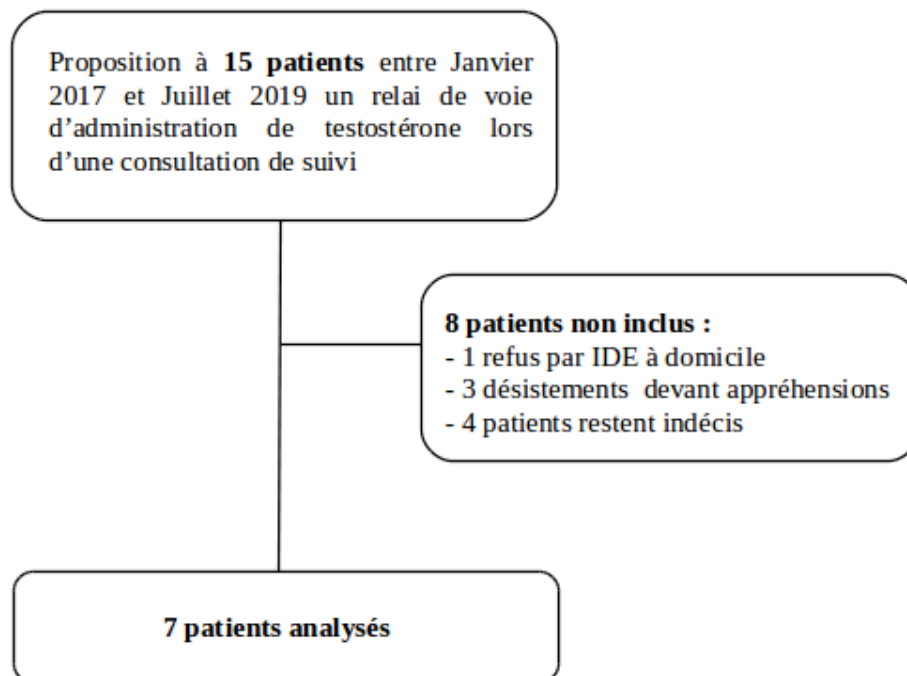 Proposition à 15 patients entre Janvier
2017 et Juillet 2019 un relai de voie
d’administration de testostérone lors
d’une consultation de suivi
8 patients non inclus :
- 1 refus par IDE à domicile
- 3 désistements devant appréhensions
- 4 patients restent indécis
7 patients analysés